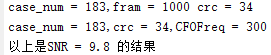 case_num = 183,fram = 1000 crc = 34
case_num = 183,crc = 34,CFOFreq = 300
以上是SNR = 9.8 的结果